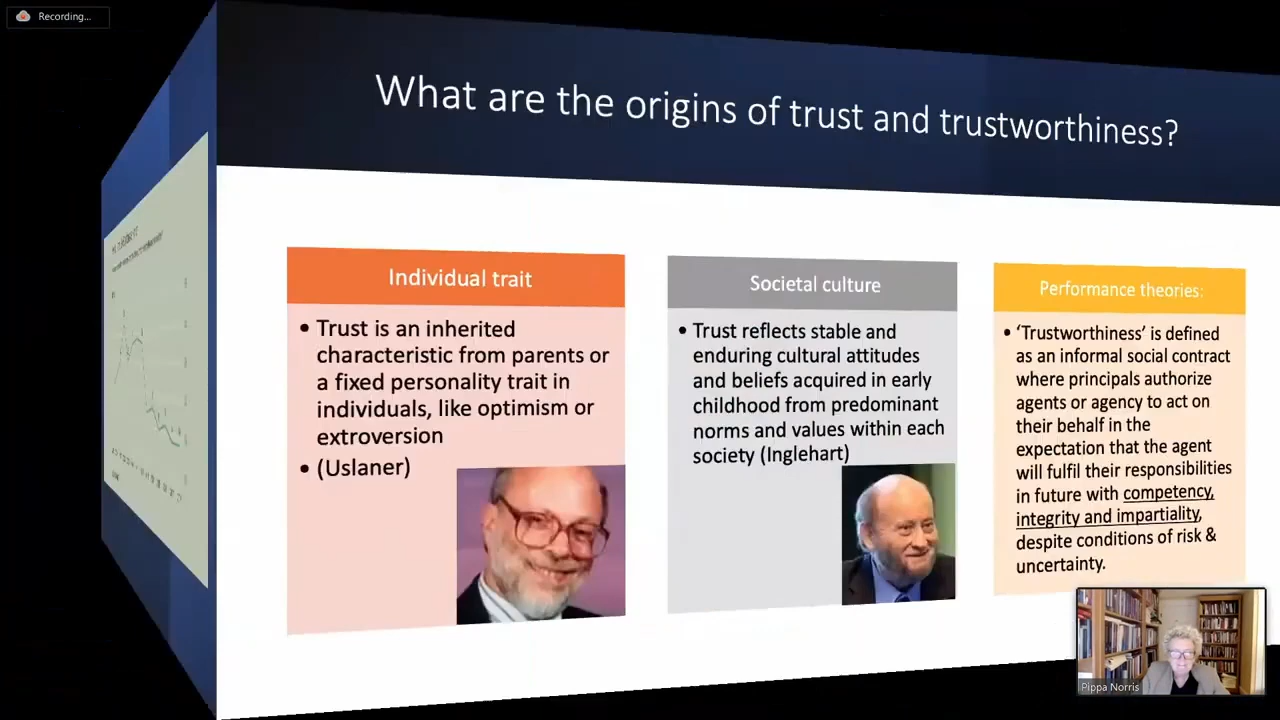 Recording...
What are the origins of trust and trustworthiness?
Individual trait
• Trust is an inherited
characteristic from parents or
a fixed personality trait in
individuals, like optimism or
extroversion
• (Uslaner)
Societal culture
• Trust reflects stable and
enduring cultural attitudes
and beliefs acquired in early
childhood from predominant
norms and values within each
society (Inglehart)
Performance theories:
• ‘Trustworthiness’ is defined
as an informal social contract
where principals authorize
agents or agency to act on
their behalf in the
expectation that the agent
will fulfil their responsibilities
in future with competency,
integrity and impartiality,
despite conditions of risk &
uncertainty.
Pippa Norris